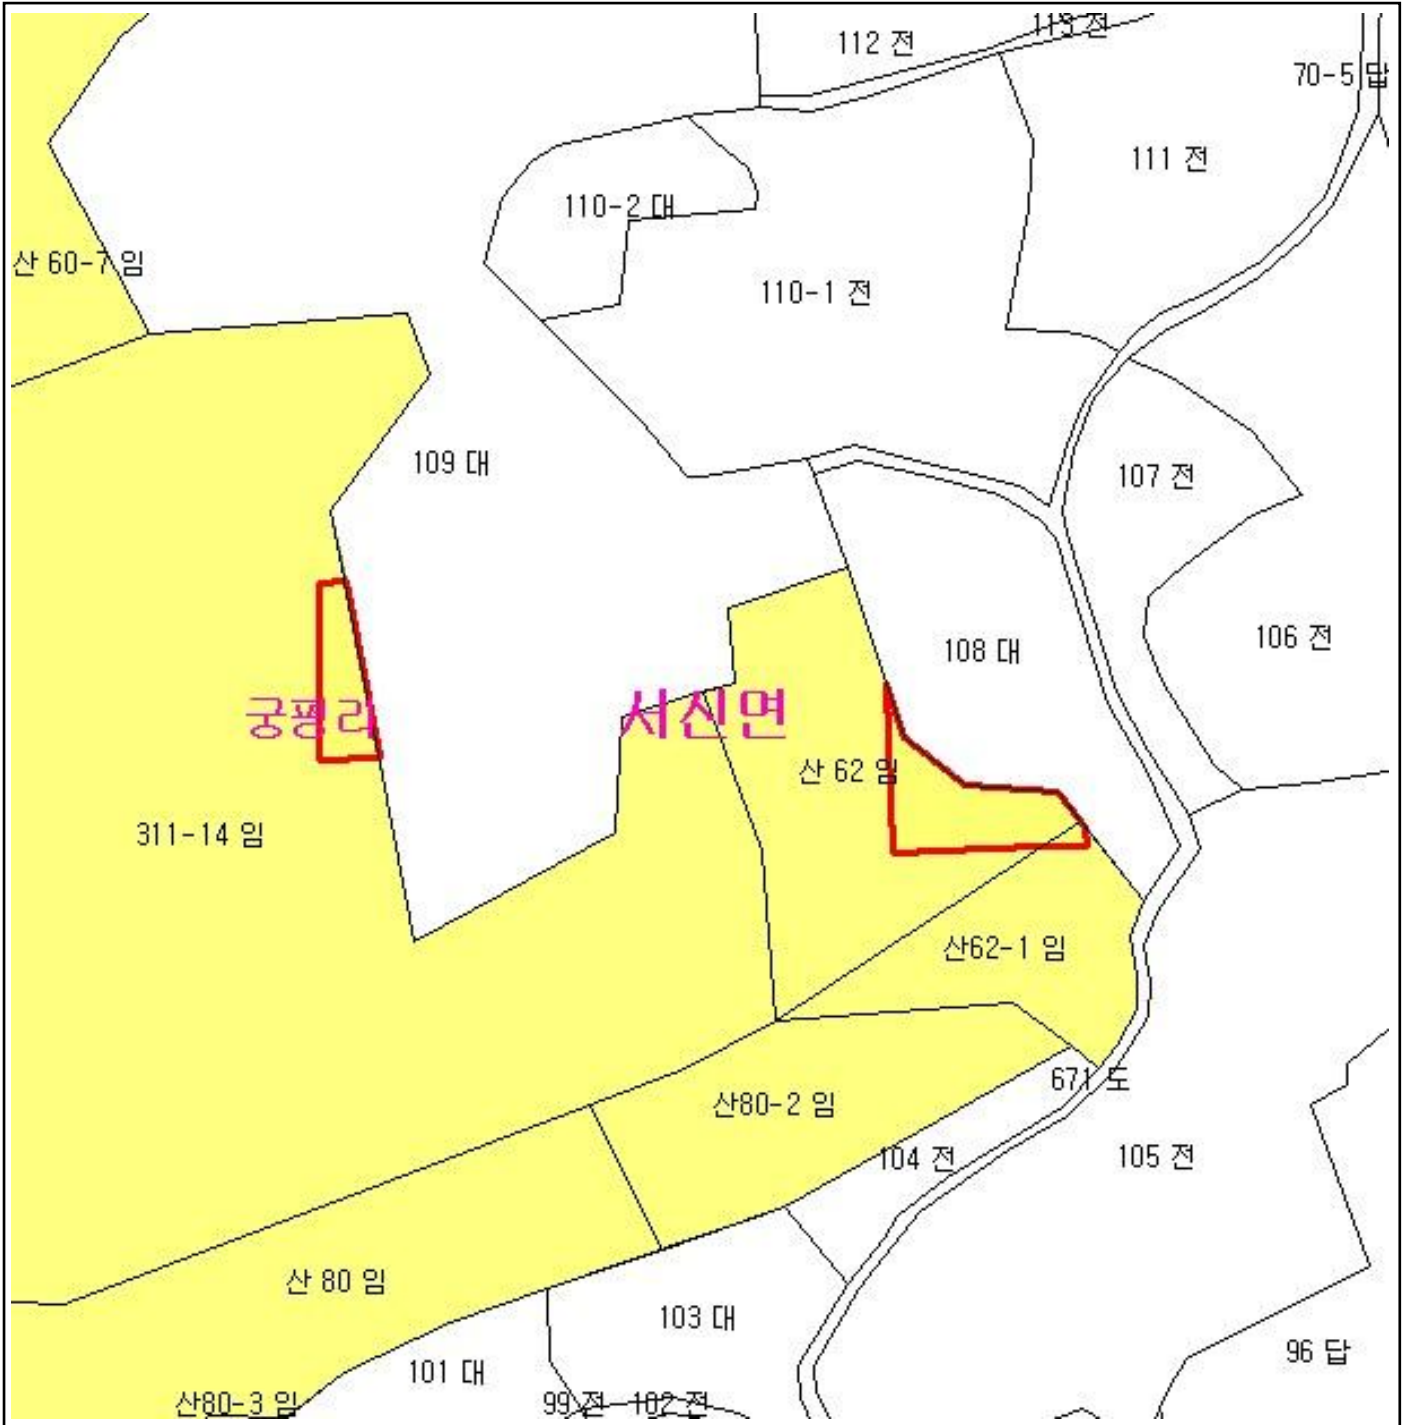 112 전
113 전
70-5 답
111 전
110-2 대
산 60-7 임
110-1 전
109 대
107 전
106 전
108 대
궁평리
서신면
산 62 임
311-14 임
산62-1 임
671 도
산80-2 임
104 전
105 전
산 80 임
103 대
96 답
101 대
산80-3 임
99 전
102 전